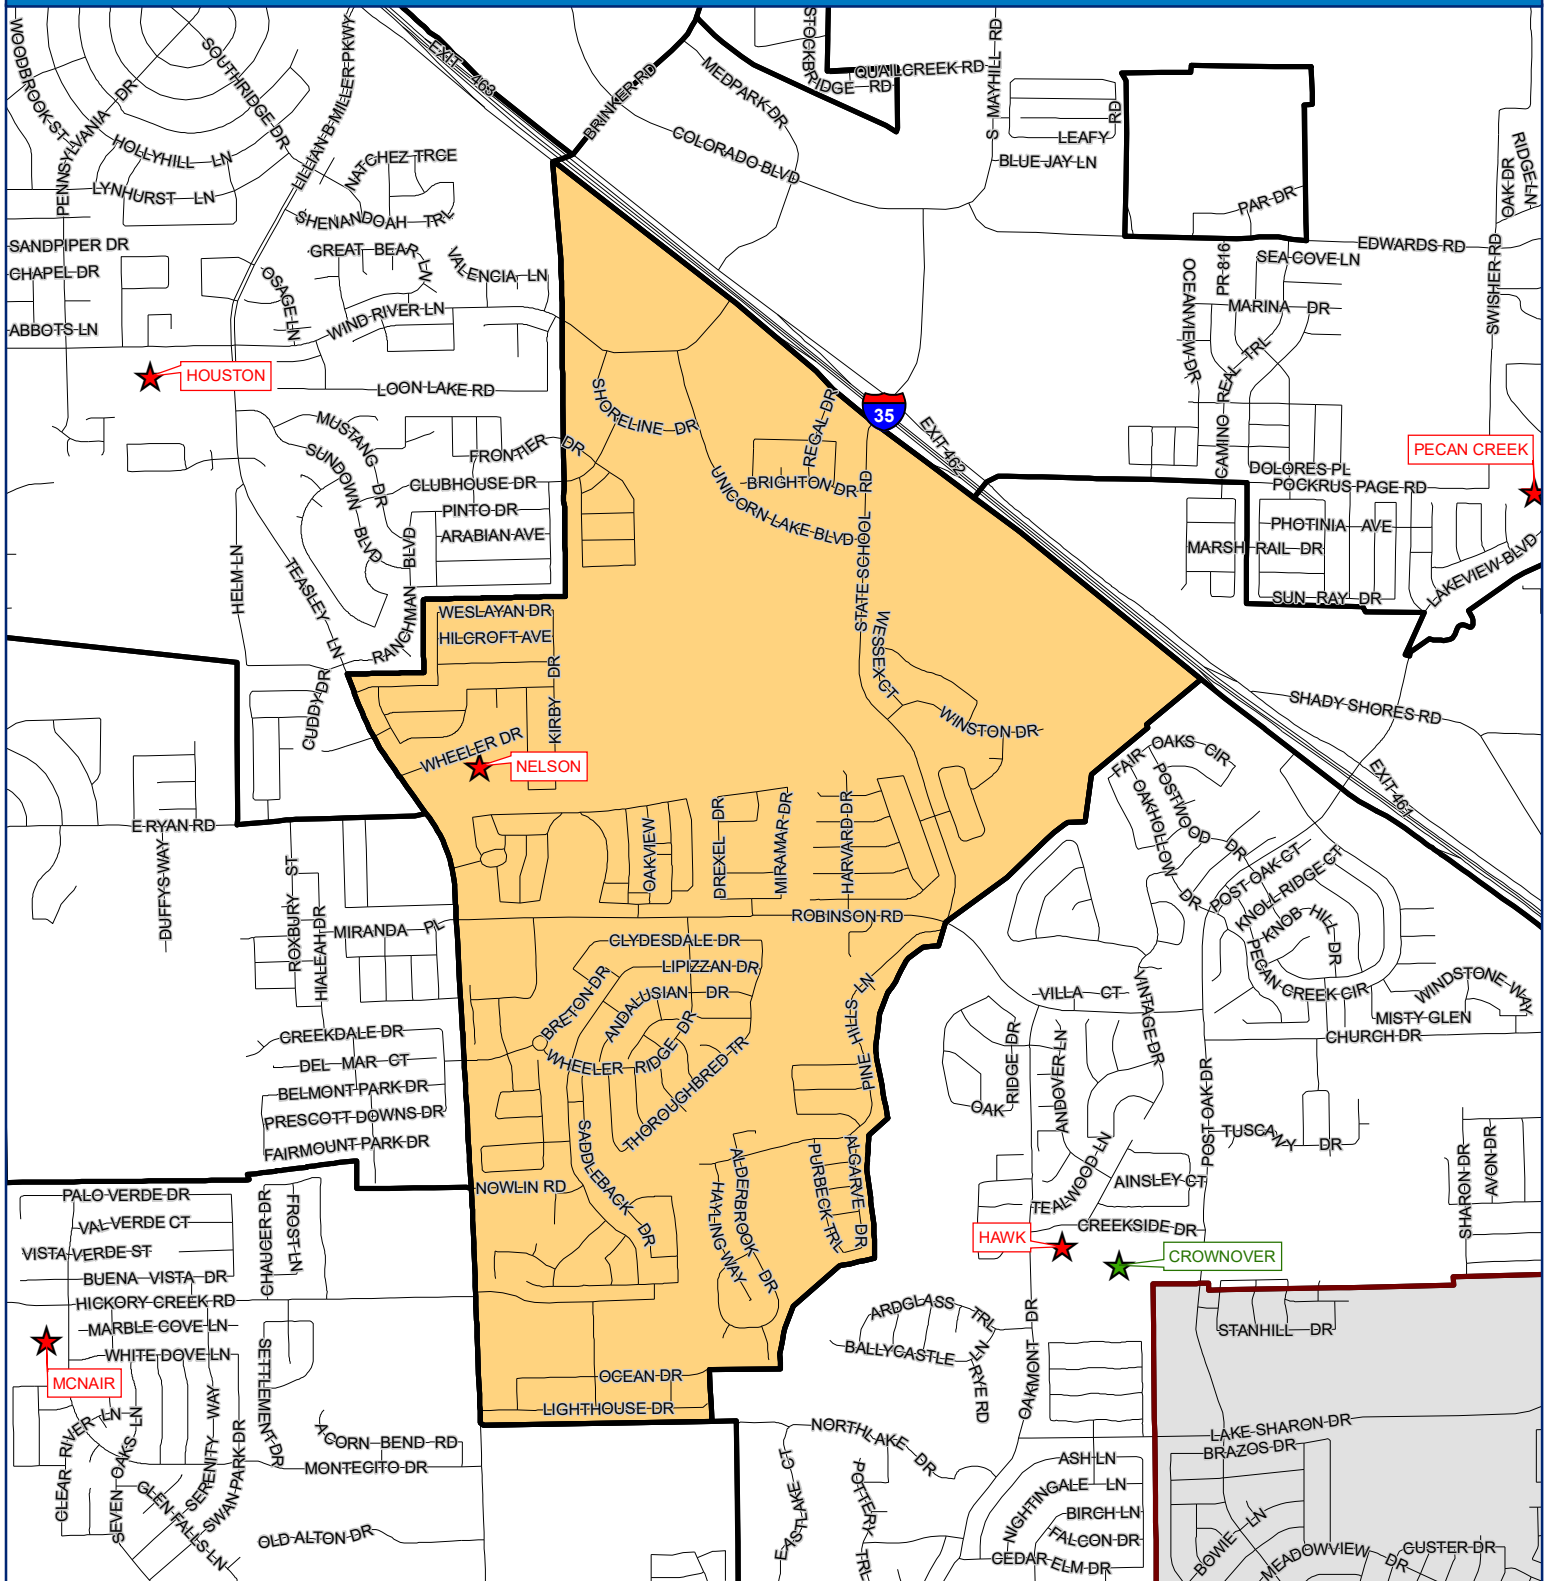 WOODBROOK ST
PENNSYLVANIA DR
SOUTHRIDGE DR
LILLIAN B MILLER PKWY
EXIT 463
BRINKER RD
MEDPARK DR
STOCKBRIDGE RD
QUAILCREEK RD
S MAYHILL RD
RD
LEAFY
BLUE JAY LN
COLORADO BLVD
HOLLYHILL LN
NATCHEZ TRCE
LYNHURST LN
SHENANDOAH TRL
PAR DR
OAK DR
SANDPIPER DR
GREAT BEAR LN
VALENCIA LN
EDWARDS RD
SEA COVE LN
PR 816
SWISHER RD
CHAPEL DR
OSAGE LN
OCEANVIEW DR
MARINA DR
WIND RIVER LN
ABBOTS LN
CAMINO REAL TRL
HOUSTON
LOON LAKE RD
SHORELINE DR
REGAL DR
35
EXIT 462
PECAN CREEK
MUSTANG DR
SUNDOWN BLVD
FRONTIER DR
CLUBHOUSE DR
PINTO DR
ARABIAN AVE
BRIGHTON DR
UNICORN LAKE BLVD
STATE SCHOOL RD
DOLORES PL
POCKRUS PAGE RD
PHOTINIA AVE
MARSH RAIL DR
SUN RAY DR
LAKEVIEW BLVD
HELM LN
TEASLEY LN
RANCHMAN BLVD
WESLAYAN DR
HILCROFT AVE
KIRBY DR
WESSEX CT
CUDDY DR
WHEELER DR
NELSON
WINSTON DR
SHADY SHORES RD
EXIT 461
FAIR OAKS CIR
POSTWOOD DR
OAKHOLLOW DR
E RYAN RD
DUFFYS WAY
ROXBURY ST
HIALEAH DR
MIRANDA PL
OAKVIEW
DREXEL DR
MIRAMAR DR
HARVARD DR
ROBINSON RD
POST OAK CT
KNOLL RIDGE CT
KNOB HILL DR
PECAN CREEK CIR
WINDSTONE WAY
MISTY GLEN
CHURCH DR
CLYDESDALE DR
LIPIZZAN DR
ANDALUSIAN DR
BRETON DR
WHEELER RIDGE DR
THOROUGHBRED TR
PINE HILLS LN
VILLA CT
VINTAGE DR
OAK RIDGE DR
ANDOVER LN
POST OAK DR
CREEKDALE DR
DEL MAR CT
BELMONT PARK DR
PRESCOTT DOWNS DR
FAIRMOUNT PARK DR
SADDLEBACK DR
NOWLIN RD
ALDERBROOK DR
HAYLING WAY
PURBECK TRL
ALGARVE DR
TEALWOOD LN
AINSLEY CT
TUSCANY DR
SHARON DR
AVON DR
CREEKSIDE DR
HAWK
CROWNOVER
PALO VERDE DR
VAL VERDE CT
VISTA VERDE ST
BUENA VISTA DR
HICKORY CREEK RD
MARBLE COVE LN
WHITE DOVE LN
MCNAIR
CHAUCER DR
FROST LN
SETTLEMENT DR
CLEAR RIVER LN
SEVEN OAKS LN
SERENITY WAY
SWAN PARK DR
GLEN FALLS LN
ACORN BEND RD
MONTECITO DR
OLD ALTON DR
OCEAN DR
LIGHTHOUSE DR
ARDGLASS TRL
BALLYCASTLE LN
RYE RD
OAKMONT DR
STANHILL DR
NORTHLAKE DR
EASTLAKE CT
POTTERY TRL
LAKE SHARON DR
BRAZOS DR
ASH LN
NIGHTINGALE LN
BIRCH LN
FALCON DR
CEDAR ELM DR
BOWIE LN
MEADOWVIEW DR
CUSTER DR